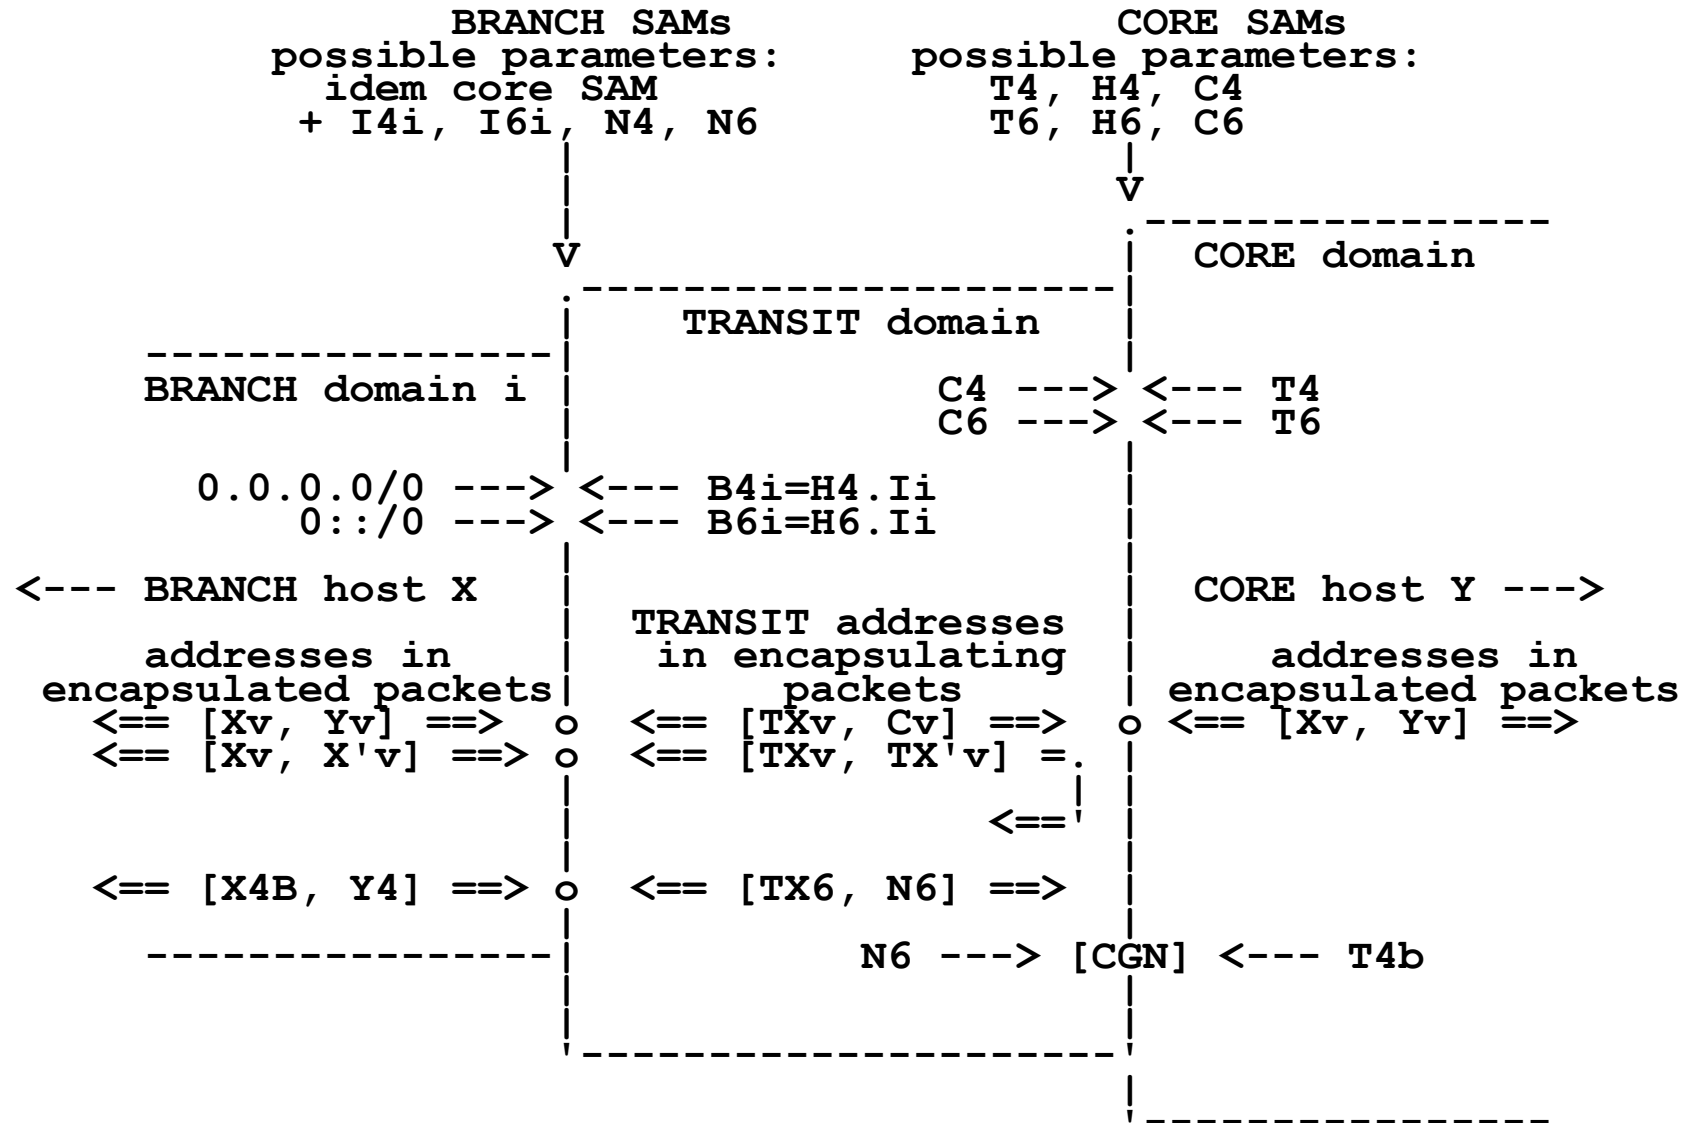 BRANCH SAMs CORE SAMs
possible parameters: possible parameters:
idem core SAM T4, H4, C4
+ I4i, I6i, N4, N6 T6, H6, C6
V
V
CORE domain
TRANSIT domain
BRANCH domain i C4 ---> <--- T4
C6 ---> <--- T6
0.0.0.0/0 ---> <--- B4i=H4.Ii
0::/0 ---> <--- B6i=H6.Ii
<--- BRANCH host X CORE host Y --->
TRANSIT addresses
addresses in in encapsulating addresses in
encapsulated packets packets encapsulated packets
<== [Xv, Yv] ==> o <== [TXv, Cv] ==> o <== [Xv, Yv] ==>
<== [Xv, X'v] ==> o <== [TXv, TX'v] =.
<=='
<== [X4B, Y4] ==> o <== [TX6, N6] ==>
N6 ---> [CGN] <--- T4b